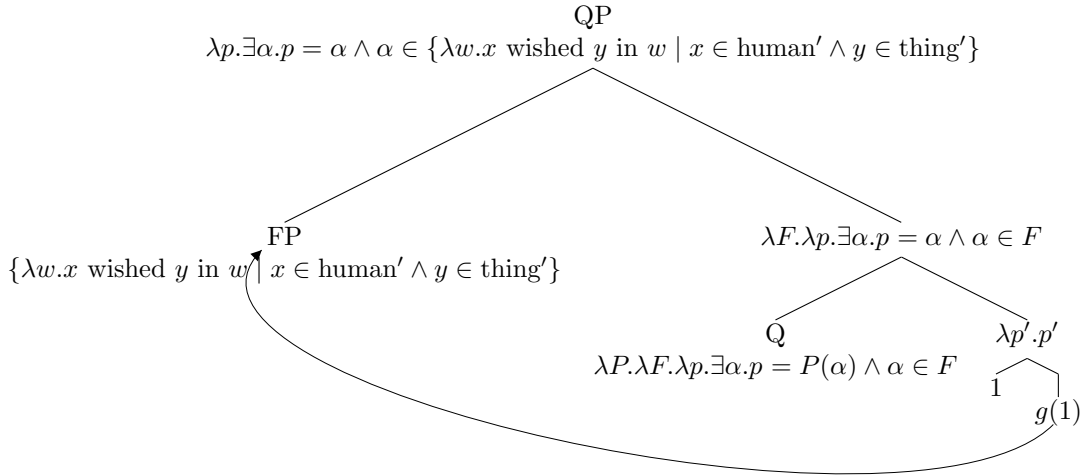 QP
λp.∃α.p = α ∧ α ∈ {λw.x wished y in w | x ∈ human′ ∧ y ∈ thing′}
FP
λF.λp.∃α.p = α ∧ α ∈ F
{λw.x wished y in w | x ∈ human′ ∧ y ∈ thing′}
Q
λp′.p′
λP.λF.λp.∃α.p = P(α) ∧ α ∈ F
1
g(1)